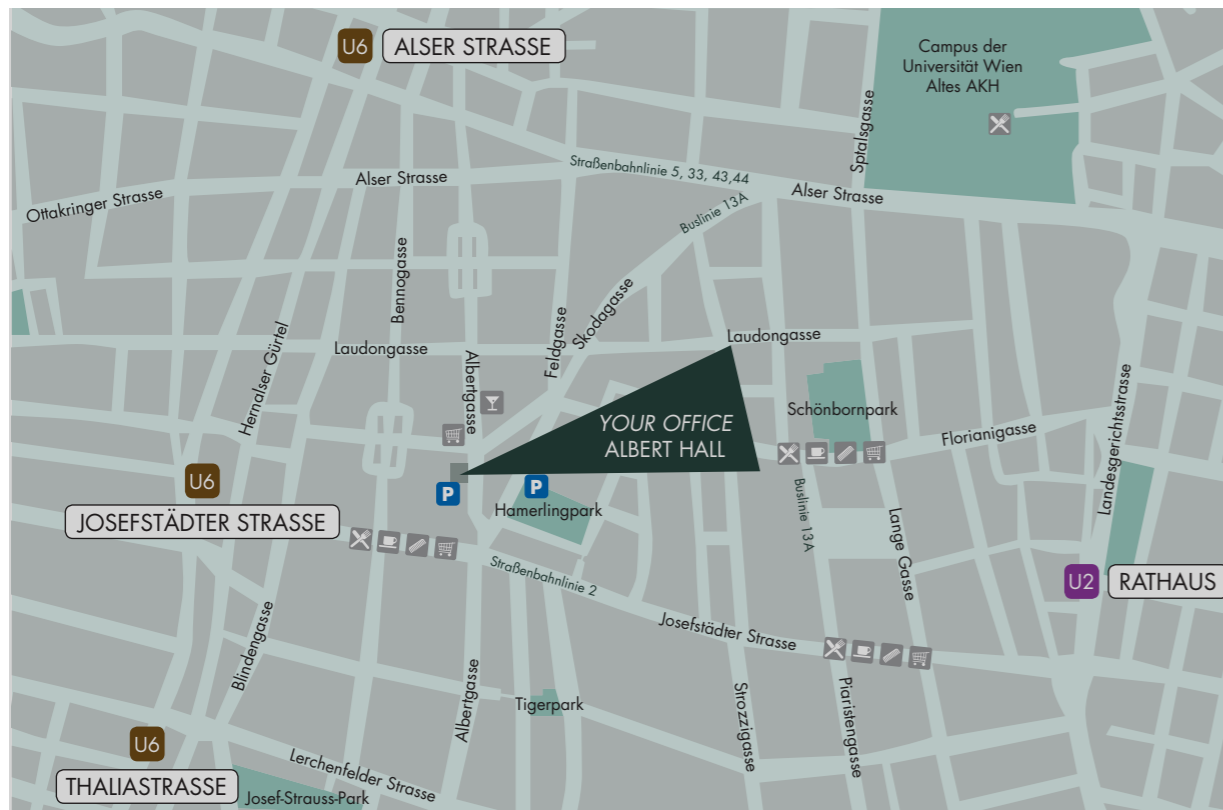 U6 ALSER STRASSE
Campus der
Universität Wien
Altes AKH
Sptalsgasse
Straßenbahnlinie 5, 33, 43,44
Alser Strasse
Alser Strasse
Ottakringer Strasse
Buslinie 13A
Bennogasse
Skodagasse
Feldgasse
Laudongasse
Laudongasse
Hernalser Gürtel
Albertgasse
Landesgerichtsstrasse
Schönbornpark
YOUR OFFICE
ALBERT HALL
Florianigasse
U6
JOSEFSTÄDTER STRASSE
P
P
Hamerlingpark
Buslinie 13A
Lange Gasse
Straßenbahnlinie 2
U2 RATHAUS
Josefstädter Strasse
Blindengasse
Albertgasse
Tigerpark
Strozzigasse
Piaristengasse
U6
THALIASTRASSE
Lerchenfelder Strasse
Josef-Strauss-Park